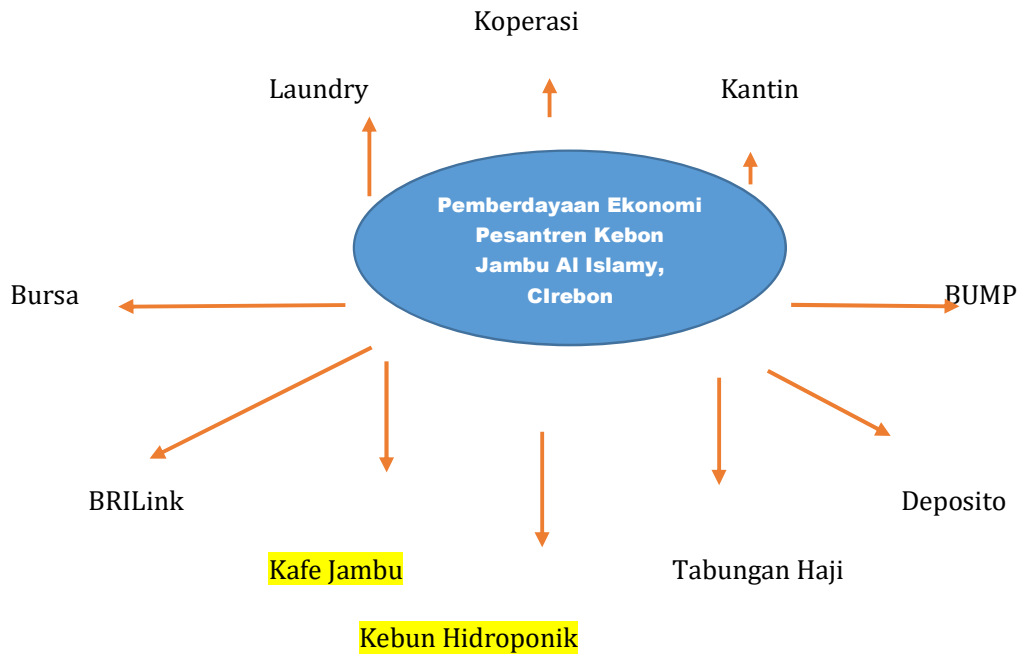 Koperasi
Laundry
Kantin
Pemberdayaan Ekonomi
Pesantren Kebon
Jambu Al Islamy,
CIrebon
Bursa
BUMP
BRILink
Deposito
Kafe Jambu
Tabungan Haji
Kebun Hidroponik